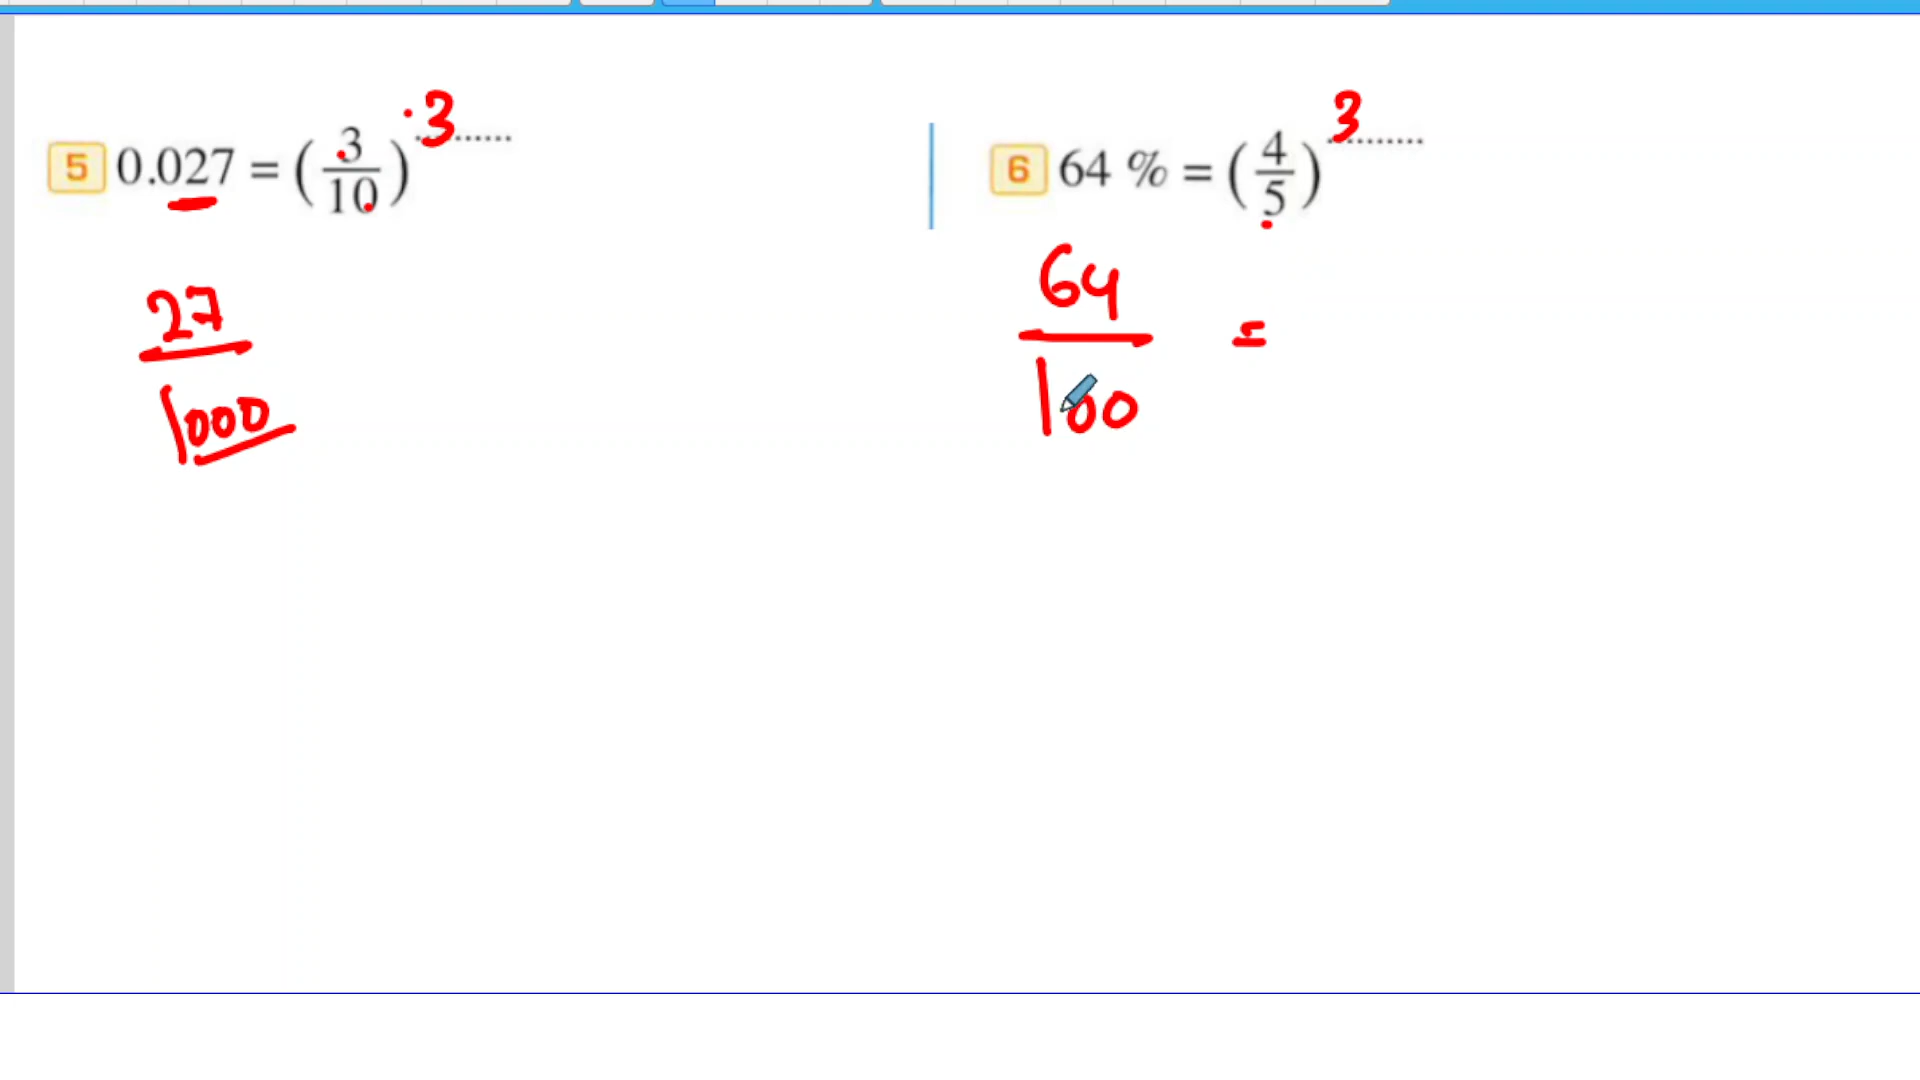 5 0.027 = (3/10)^.3.........
27/1000
6 64 % = (4/5)^3.........
64/100 =